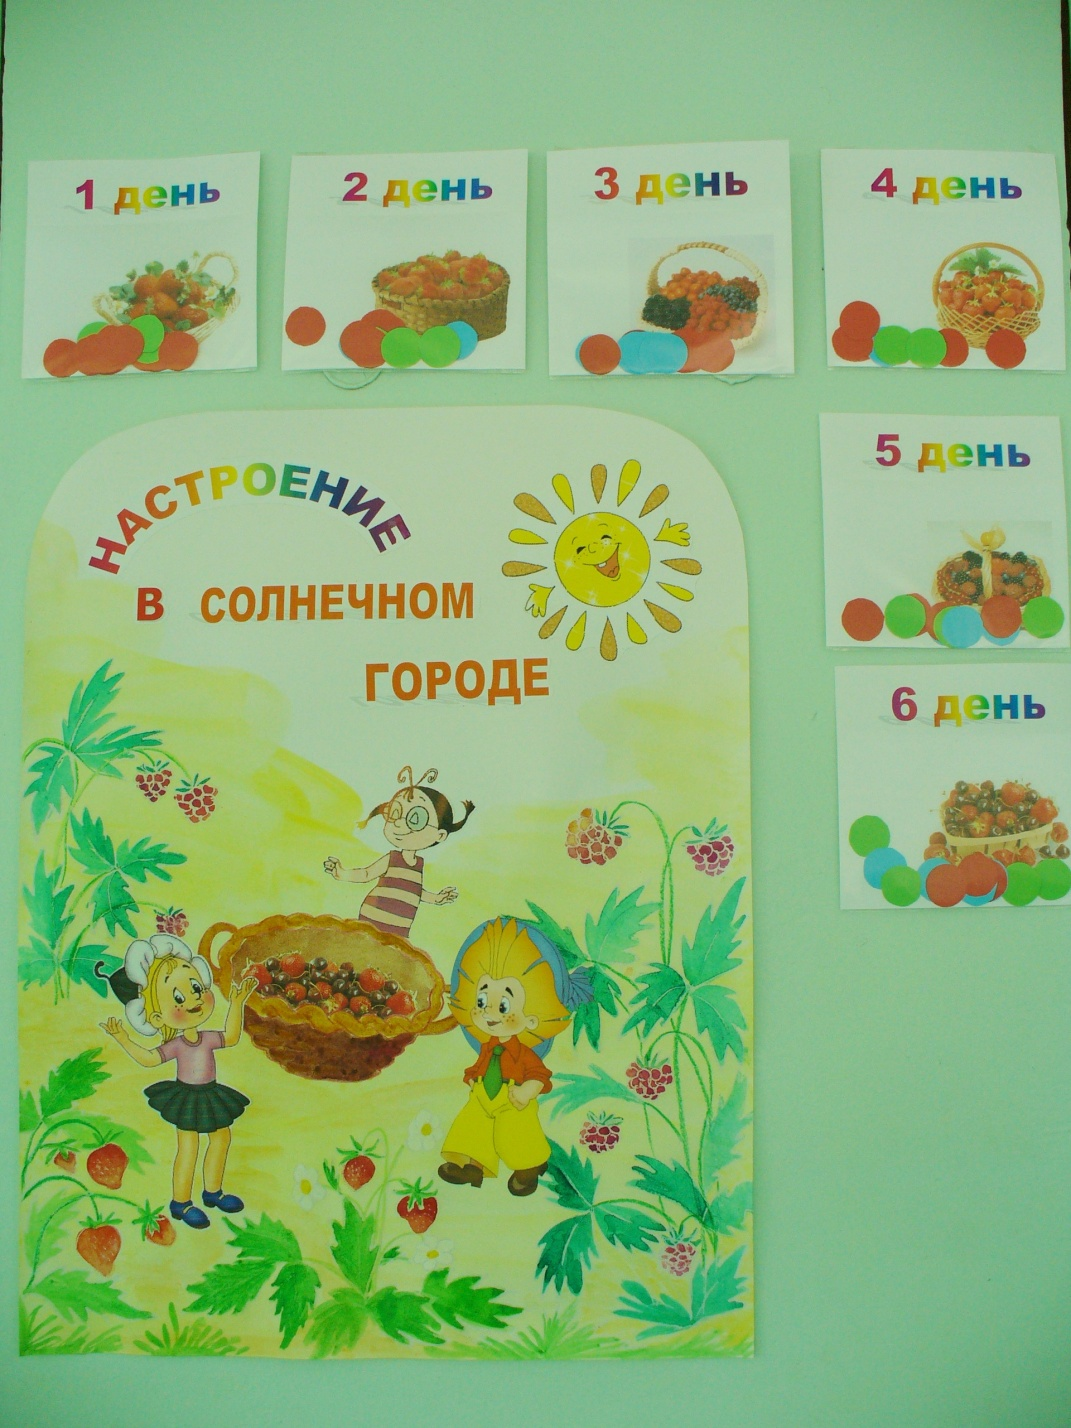 1 день
2 день
3 день
4 день
НАСТРОЕНИЕ
В СОЛНЕЧНОМ
ГОРОДЕ
5 день
6 день